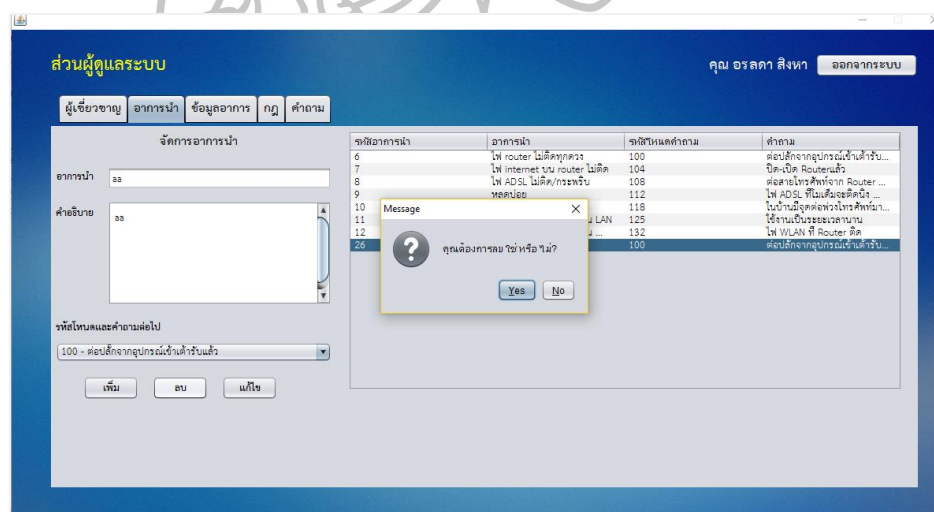 ส่วนผู้ดูแลระบบ
คุณ อรลดา สิงหา
ออกจากระบบ
ผู้เชี่ยวชาญ อาการนำ ข้อมูลอาการ กฎ คำถาม
จัดการอาการนำ
อาการนำ aa
คำอธิบาย aa
รหัสโหนดและคำถามต่อไป
100 - ต่อปลั๊กจากอุปกรณ์เข้าเต้ารับแล้ว
เพิ่ม ลบ แก้ไข
รหัสอาการนำ อาการนำ รหัสโหนดคำถาม คำถาม
6 ไฟ router ไม่ติดทุกดวง 100 ต่อปลั๊กจากอุปกรณ์เข้าเต้ารับ...
7 ไฟ internet บน router ไม่ติด 104 ปิด-เปิด Routerแล้ว
8 ไฟ ADSL ไม่ติด/กระพริบ 108 ต่อสายโทรศัพท์จาก Router ...
9 หลุดบ่อย 112 ไฟ ADSL ที่โมเด็มจะติดนิ่ง ...
10 118 ในบ้านมีจุดต่อพ่วงโทรศัพท์มา...
11 LAN 125 ใช้งานเป็นระยะเวลานาน
12 ... 132 ไฟ WLAN ที่ Router ติด
26 100 ต่อปลั๊กจากอุปกรณ์เข้าเต้ารับ...
Message
คุณต้องการลบ ใช่ หรือ ไม่?
Yes No